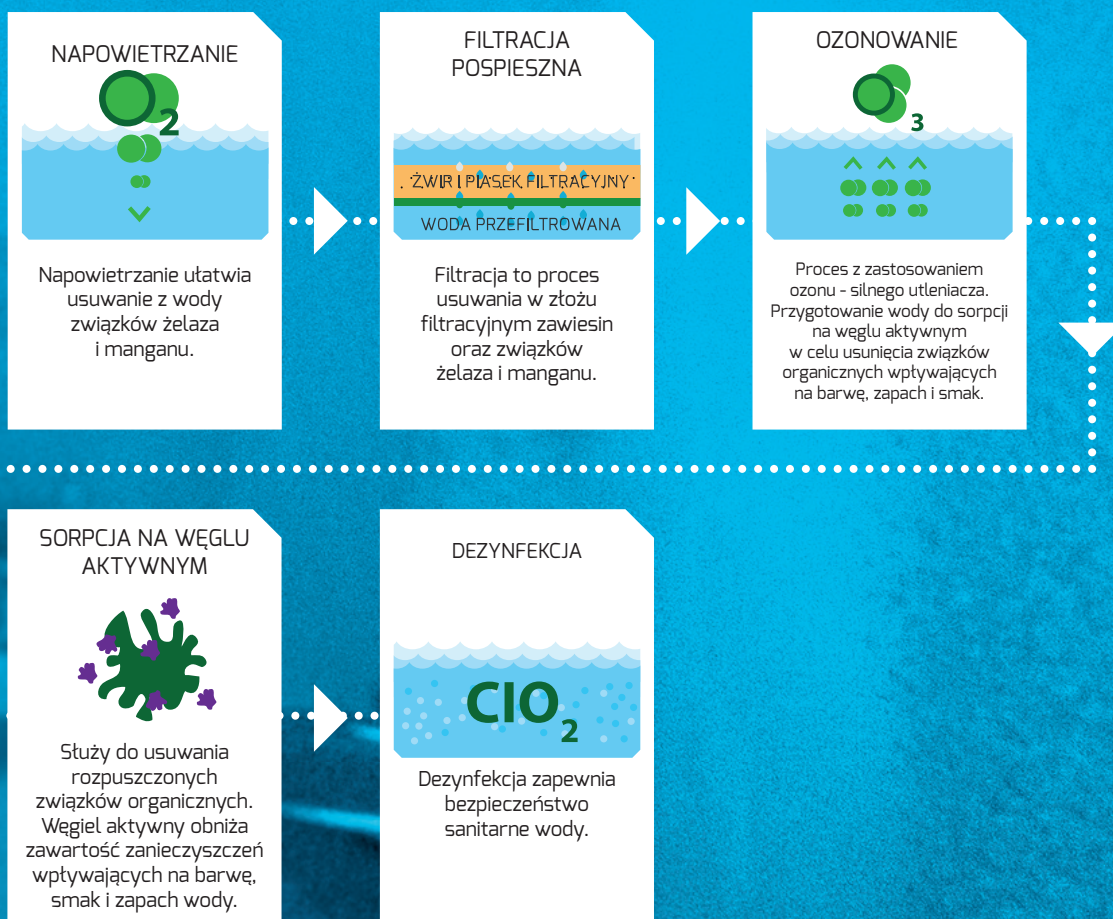 NAPOWIETRZANIE
2
Napowietrzanie ułatwia
usuwanie z wody
związków żelaza
i manganu.
FILTRACJA
POSPIESZNA
ŻWIR I PIASEK FILTRACYJNY
WODA PRZEFILTROWANA
Filtracja to proces
usuwania w złożu
filtracyjnym zawiesin
oraz związków
żelaza i manganu.
OZONOWANIE
3
Proces z zastosowaniem
ozonu - silnego utleniacza.
Przygotowanie wody do sorpcji
na węglu aktywnym
w celu usunięcia związków
organicznych wpływających
na barwę, zapach i smak.
SORPCJA NA WĘGLU
AKTYWNYM
Służy do usuwania
rozpuszczonych
związków organicznych.
Węgiel aktywny obniża
zawartość zanieczyszczeń
wpływających na barwę,
smak i zapach wody.
DEZYNFEKCJA
ClO2
Dezynfekcja zapewnia
bezpieczeństwo
sanitarne wody.